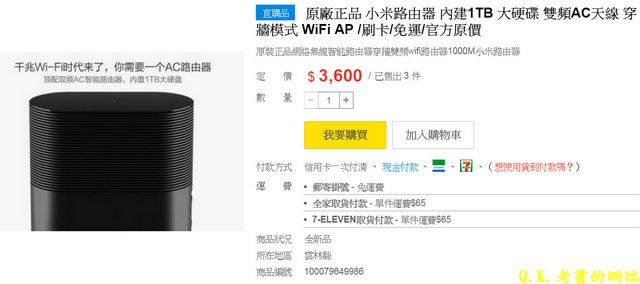 直購品 原廠正品 小米路由器 內建1TB 大硬碟 雙頻AC天線 穿
牆模式 WiFi AP /刷卡/免運/官方原價
原裝正品網絡無線智能路由器穿牆雙頻wifi路由器1000M小米路由器
千兆Wi-Fi时代来了，你需要一个AC路由器
顶配双频AC智能路由器，内置1TB大硬盘
定 價 $ 3,600 / 已售出 3 件
數 量 − 1 +
我要購買 加入購物車
付款方式 信用卡一次付清 、 現金付款 、 、 7 、 ( 想使用貨到付款嗎？)
運 費 • 郵寄掛號 - 免運費
• 全家取貨付款 - 單件運費$65
• 7-ELEVEN取貨付款 - 單件運費$65
商品狀況 全新品
所在地區 雲林縣
商品編號 100079649986
Q.K.老書的網誌